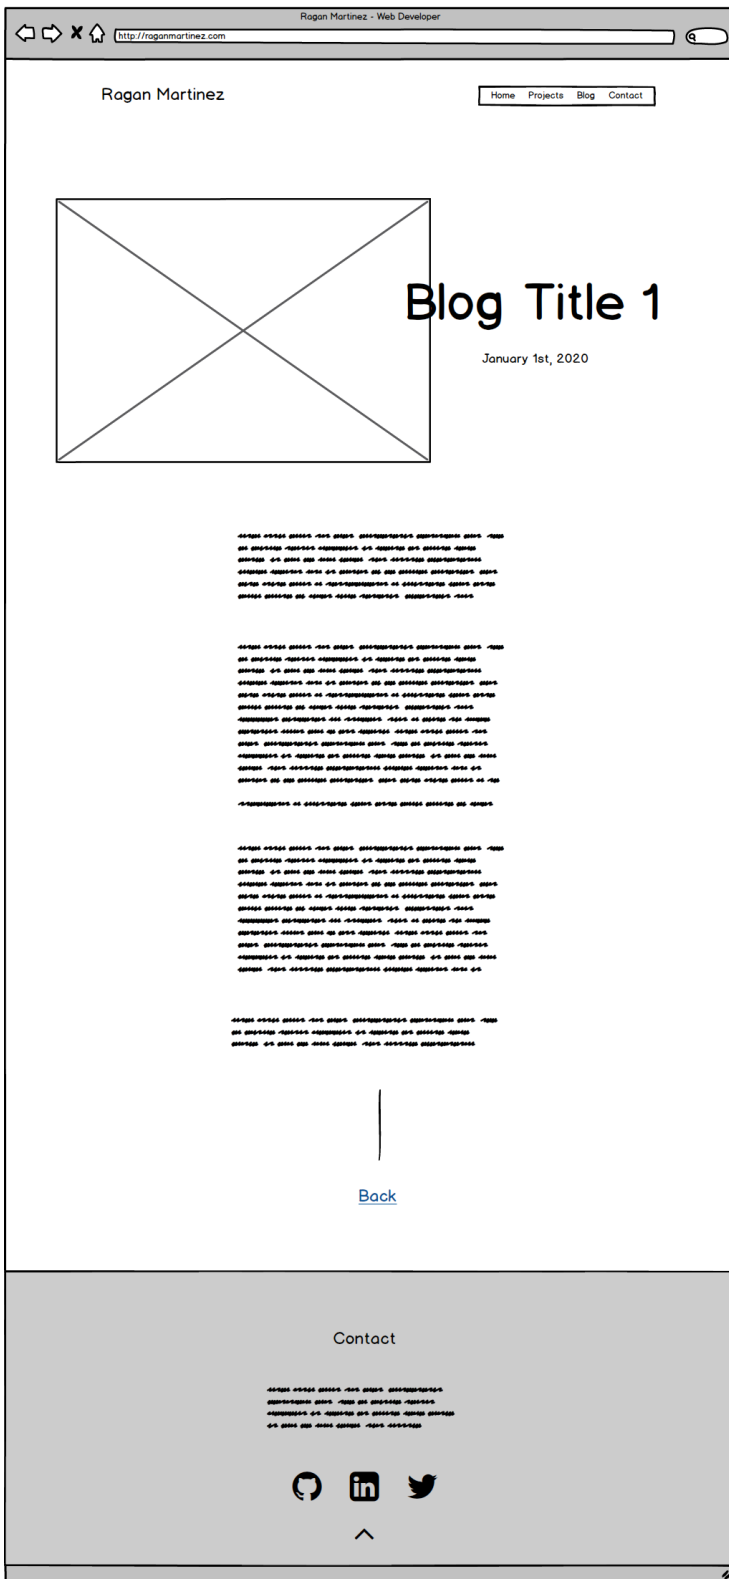 Ragan Martinez - Web Developer
http://raganmartinez.com
Ragan Martinez
Home Projects Blog Contact
Blog Title 1
January 1st, 2020
Back
Contact
in